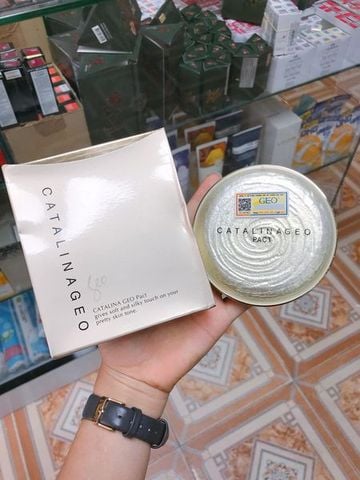 CATALINAGEO
CATALINA GEO Pact
gives soft and silky touch on your
pretty skin tone.
GEO
CATALINAGEO
PACT